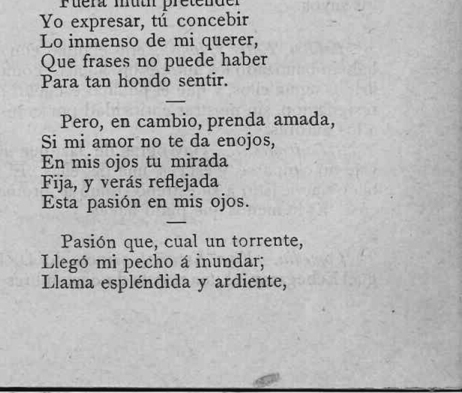 Fuera inútil pretender
Yo expresar, tú concebir
Lo inmenso de mi querer,
Que frases no puede haber
Para tan hondo sentir.
Pero, en cambio, prenda amada,
Si mi amor no te da enojos,
En mis ojos tu mirada
Fija, y verás reflejada
Esta pasión en mis ojos.
Pasión que, cual un torrente,
Llegó mi pecho á inundar;
Llama espléndida y ardiente,